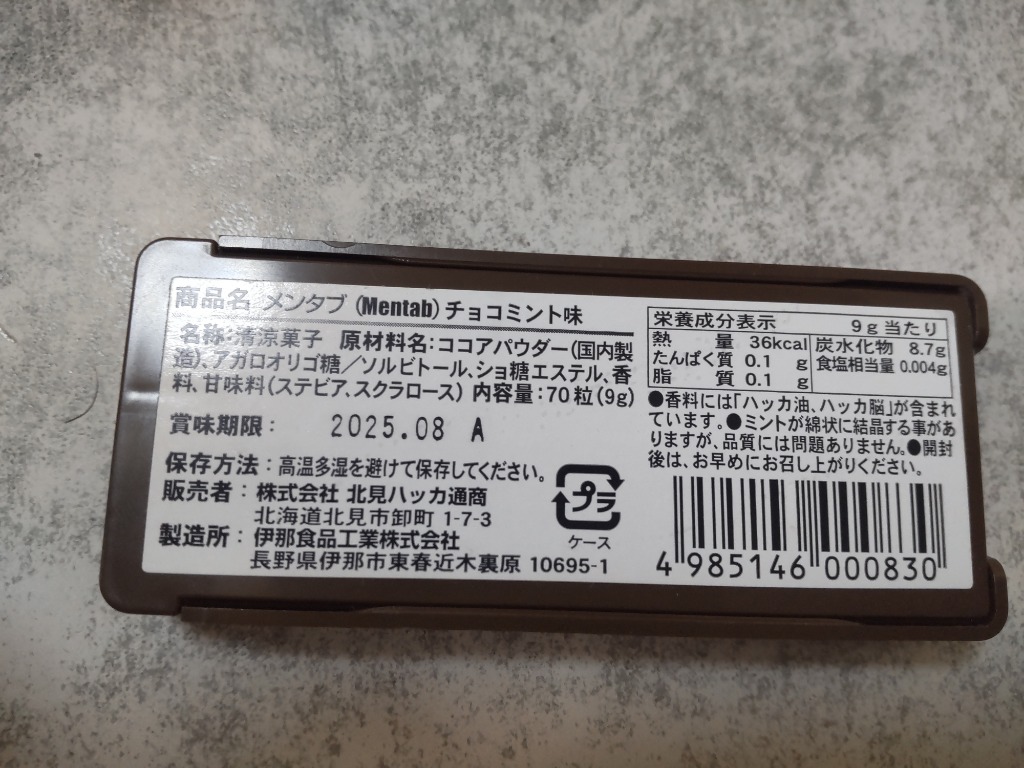 商品名 メンタブ (Mentab) チョコミント味
名称:清涼菓子 原材料名:ココアパウダー(国内製
造)、アガロオリゴ糖／ソルビトール、ショ糖エステル、香
料、甘味料(ステビア、スクラロース) 内容量:70粒(9g)
賞味期限: 2025.08 A
保存方法:高温多湿を避けて保存してください。
販売者:株式会社 北見ハッカ通商
北海道北見市卸町 1-7-3
製造所:伊那食品工業株式会社
長野県伊那市東春近木裏原 10695-1
プラ
ケース
栄養成分表示 9g当たり
熱量 36kcal 炭水化物 8.7g
たんぱく質 0.1 g 食塩相当量 0.004g
脂質 0.1 g
●香料には「ハッカ油、ハッカ脳」が含まれ
ています。●ミントが綿状に結晶する事があ
りますが、品質には問題ありません。●開封
後は、お早めにお召し上がりください。
4 985146 000830